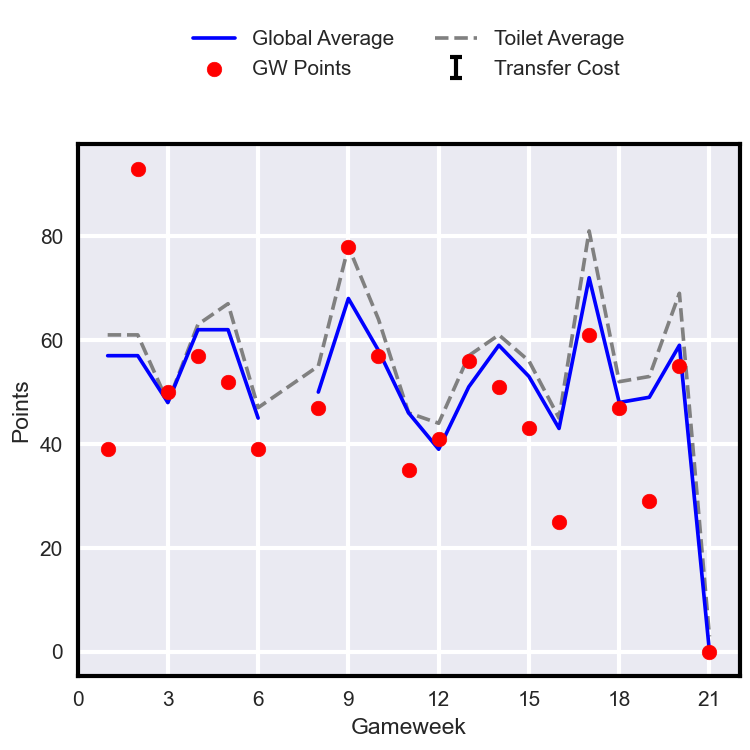 Global Average
Toilet Average
GW Points
Transfer Cost
80
60
40
20
0
Points
0 3 6 9 12 15 18 21
Gameweek